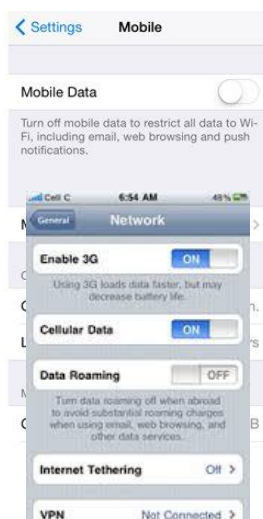 Settings
Mobile
Mobile Data
Turn off mobile data to restrict all data to Wi-
Fi, including email, web browsing and push
notifications.
Cell C 6:54 AM 48%
General
Network
Enable 3G ON
Using 3G loads data faster, but may
decrease battery life.
Cellular Data ON
Data Roaming OFF
Turn data roaming off when abroad
to avoid substantial roaming charges
when using email, web browsing, and
other data services.
Internet Tethering Off
VPN Not Connected